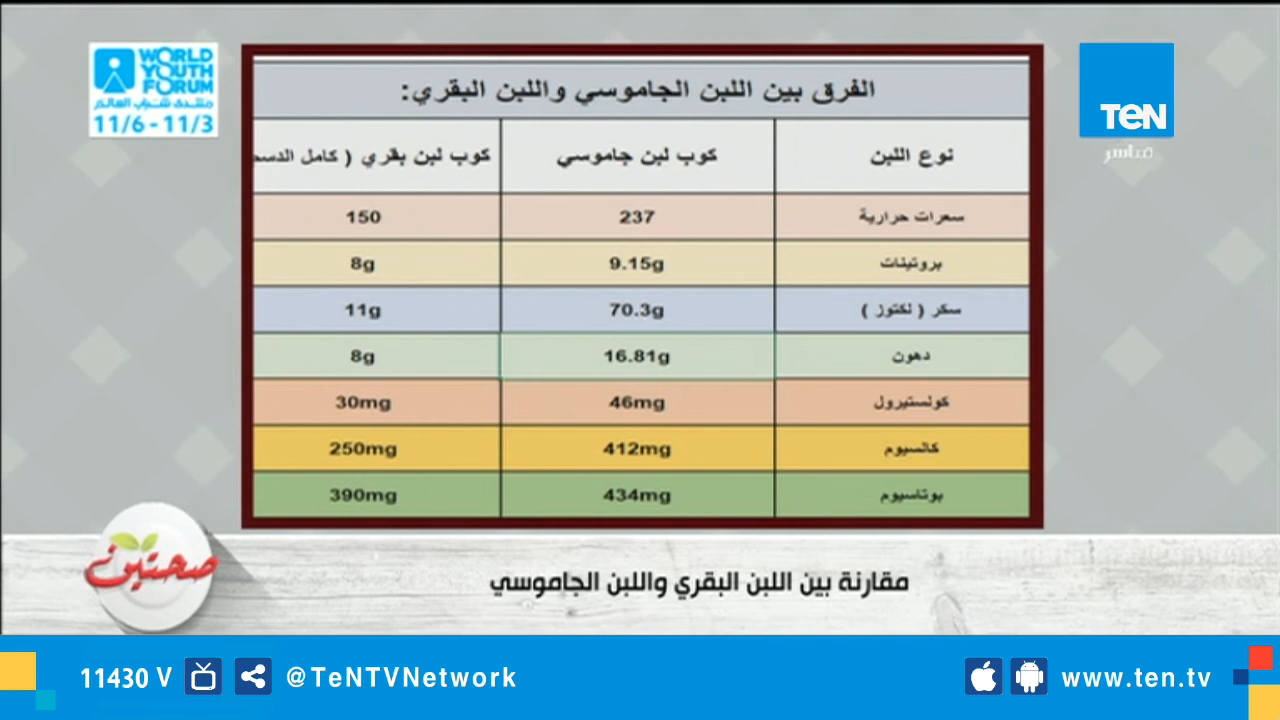 WORLD
YOUTH
FORUM
منتدى شباب العالم
11/6 - 11/3
TEN
مباشر
الفرق بين اللبن الجاموسي واللبن البقري:
نوع اللبن كوب لبن جاموسي كوب لبن بقري ( كامل الدسم
سعرات حرارية 237 150
بروتينات 9.15g 8g
سكر ( لكتوز ) 70.3g 11g
دهون 16.81g 8g
كولستيرول 46mg 30mg
كالسيوم 412mg 250mg
بوتاسيوم 434mg 390mg
صحتين
مقارنة بين اللبن البقري واللبن الجاموسي
11430 V @TeNTVNetwork www.ten.tv